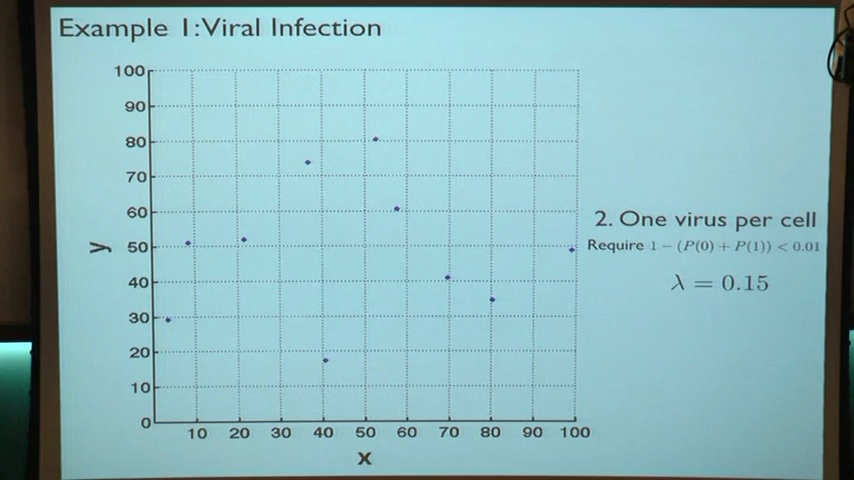 Example 1: Viral Infection
100
90
80
70
60
50
40
30
20
10
0
y
10 20 30 40 50 60 70 80 90 100
x
2. One virus per cell
Require 1 − (P(0) + P(1)) < 0.01
λ = 0.15